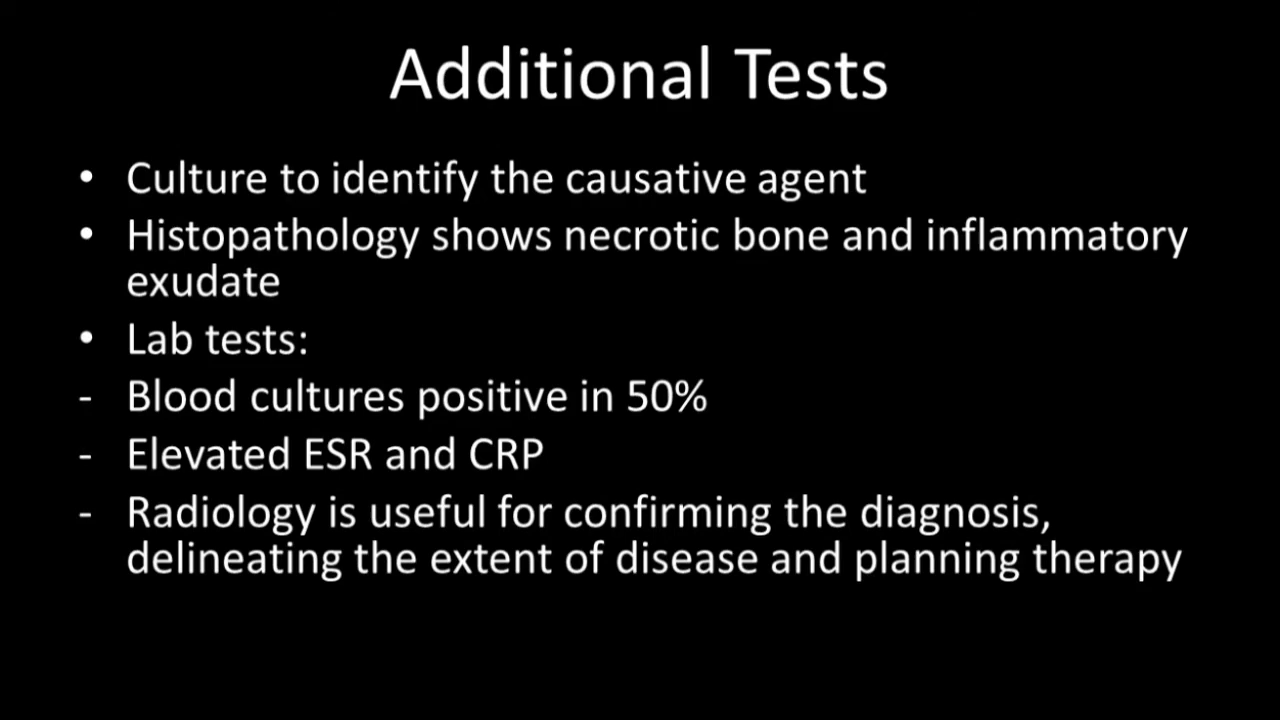 Additional Tests
• Culture to identify the causative agent
• Histopathology shows necrotic bone and inflammatory
exudate
• Lab tests:
- Blood cultures positive in 50%
- Elevated ESR and CRP
- Radiology is useful for confirming the diagnosis,
delineating the extent of disease and planning therapy